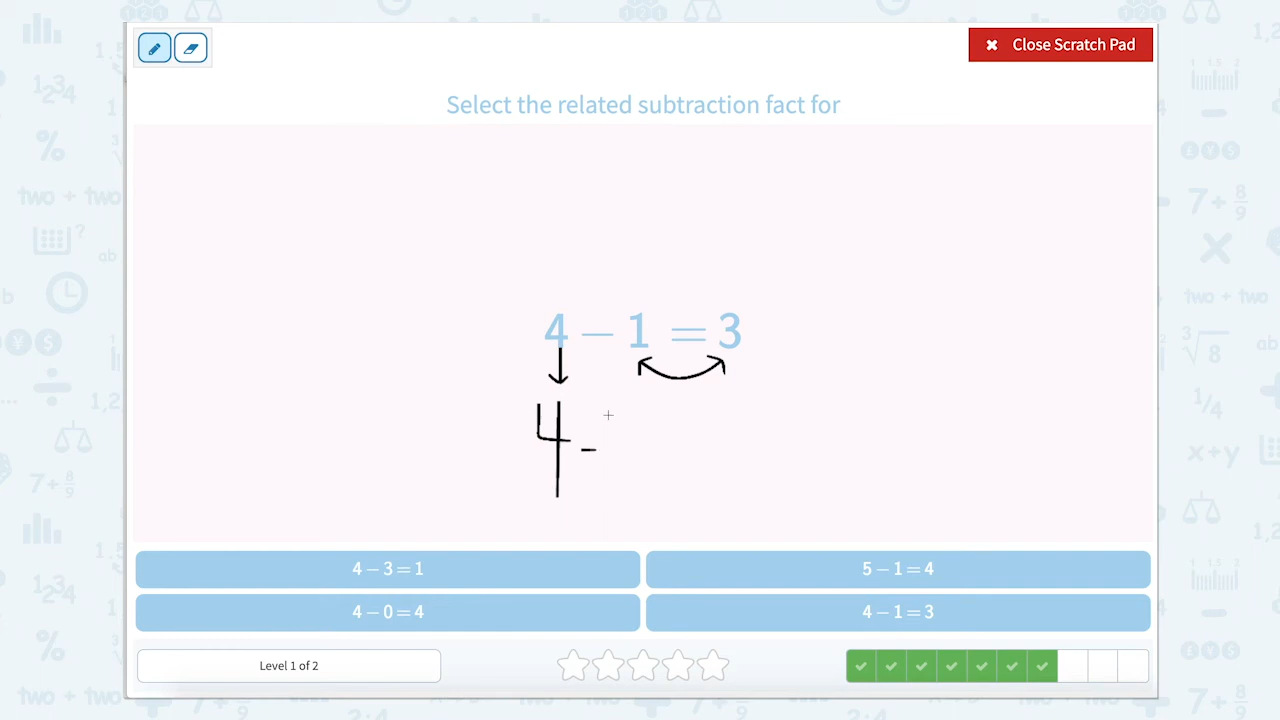 Close Scratch Pad
Select the related subtraction fact for
4 − 1 = 3
4 -
4 − 3 = 1
5 − 1 = 4
4 − 0 = 4
4 − 1 = 3
Level 1 of 2